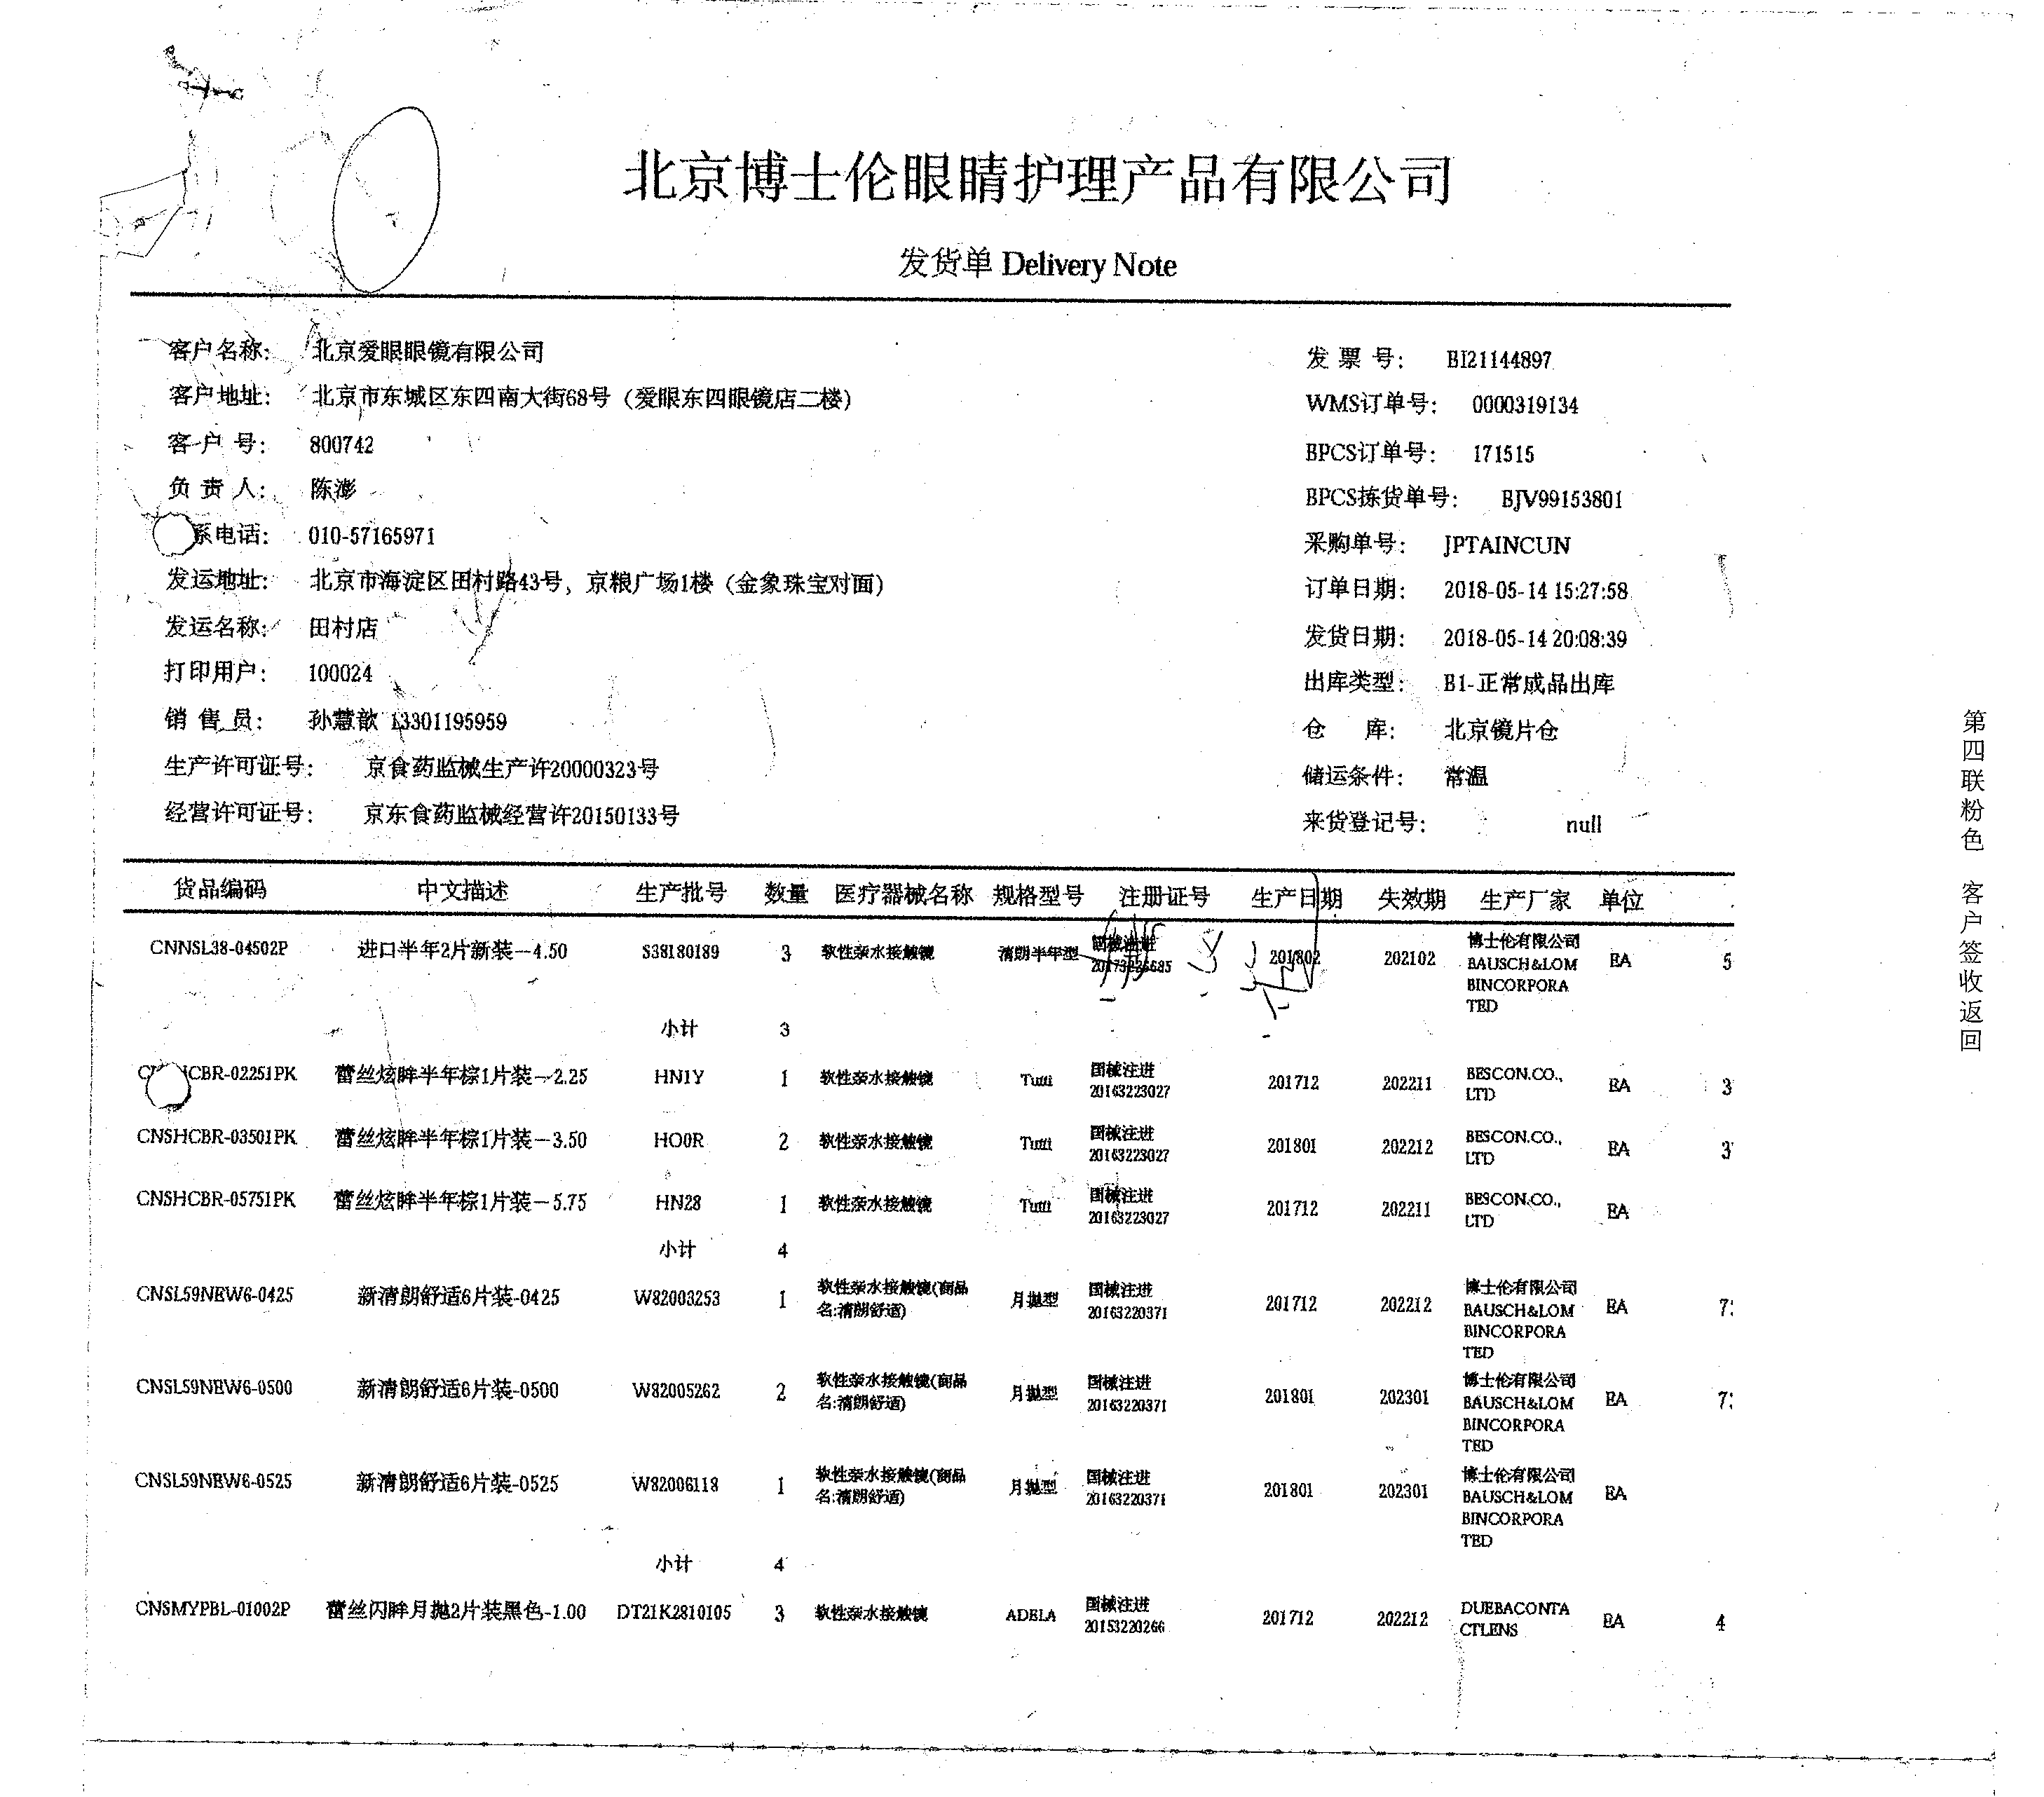 北京博士伦眼睛护理产品有限公司
发货单 Delivery Note
客户名称: 北京爱眼眼镜有限公司
客户地址: 北京市东城区东四南大街68号（爱眼东四眼镜店二楼）
客户号: 800742
负责人: 陈澎
系电话: 010-57165971
发运地址: 北京市海淀区田村路43号，京粮广场1楼（金象珠宝对面）
发运名称: 田村店
打印用户: 100024
销售员: 孙慧歆 13301195959
生产许可证号: 京食药监械生产许20000323号
经营许可证号: 京东食药监械经营许20150133号
发票号: BI21144897
WMS订单号: 0000319134
BPCS订单号: 171515
BPCS拣货单号: BJV99153801
采购单号: JPTAINCUN
订单日期: 2018-05-14 15:27:58
发货日期: 2018-05-14 20:08:39
出库类型: B1-正常成品出库
仓库: 北京镜片仓
储运条件: 常温
来货登记号: null
货品编码 中文描述 生产批号 数量 医疗器械名称 规格型号 注册证号 生产日期 失效期 生产厂家 单位
CNNSL38-04502P 进口半年2片新装－4.50 S38180189 3 软性亲水接触镜 清朗半年型 国械注进 201802 202102 博士伦有限公司 BAUSCH&LOM EA 5
BINCORPORA
TED
小计 3
CBR-02251PK 蕾丝炫眸半年棕1片装－2.25 HN1Y 1 软性亲水接触镜 Tutti 国械注进 201712 202211 BESCON.CO., EA 3
20163223027 LTD
CNSHCBR-03501PK 蕾丝炫眸半年棕1片装－3.50 HO0R 2 软性亲水接触镜 Tutti 国械注进 201801 202212 BESCON.CO., EA 3
20163223027 LTD
CNSHCBR-05751PK 蕾丝炫眸半年棕1片装－5.75 HN28 1 软性亲水接触镜 Tutti 国械注进 201712 202211 BESCON.CO., EA
20163223027 LTD
小计 4
CNSL59NEW6-0425 新清朗舒适6片装-0425 W82003253 1 软性亲水接触镜(商品 月抛型 国械注进 201712 202212 博士伦有限公司 EA 7
名:清朗舒适) 20163220371 BAUSCH&LOM
BINCORPORA
TED
CNSL59NEW6-0500 新清朗舒适6片装-0500 W82005262 2 软性亲水接触镜(商品 月抛型 国械注进 201801 202301 博士伦有限公司 EA 7
名:清朗舒适) 20163220371 BAUSCH&LOM
BINCORPORA
TED
CNSL59NEW6-0525 新清朗舒适6片装-0525 W82006118 1 软性亲水接触镜(商品 月抛型 国械注进 201801 202301 博士伦有限公司 EA
名:清朗舒适) 20163220371 BAUSCH&LOM
BINCORPORA
TED
小计 4
CNSMYPBL-01002P 蕾丝闪眸月抛2片装黑色-1.00 DT21K2810105 3 软性亲水接触镜 ADELA 国械注进 201712 202212 DUEBACONTA EA 4
20153220266 CTLENS
第四联粉色 客户签收返回